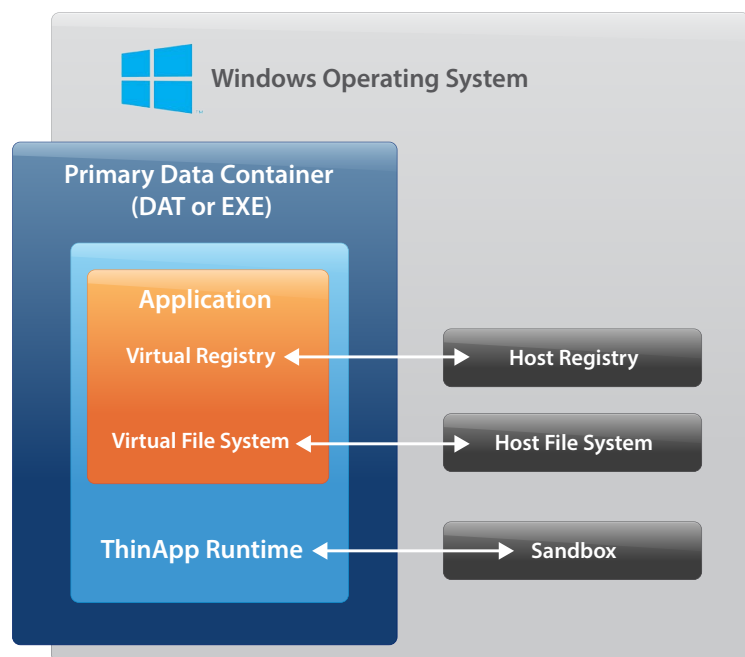 Windows Operating System
™
Primary Data Container
(DAT or EXE)
Application
Virtual Registry
Host Registry
Virtual File System
Host File System
ThinApp Runtime
Sandbox